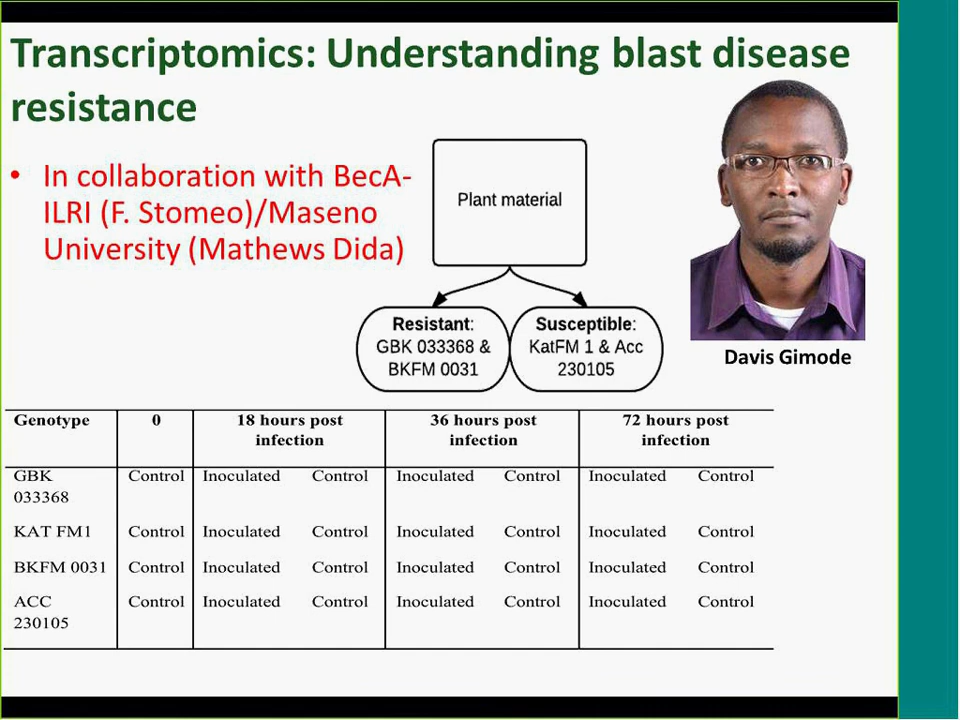 Transcriptomics: Understanding blast disease
resistance
• In collaboration with BecA-
ILRI (F. Stomeo)/Maseno
University (Mathews Dida)
Plant material
Resistant:
GBK 033368 &
BKFM 0031
Susceptible:
KatFM 1 & Acc
230105
Davis Gimode
Genotype 0 18 hours post 36 hours post 72 hours post
infection infection infection
GBK Control Inoculated Control Inoculated Control Inoculated Control
033368
KAT FM1 Control Inoculated Control Inoculated Control Inoculated Control
BKFM 0031 Control Inoculated Control Inoculated Control Inoculated Control
ACC Control Inoculated Control Inoculated Control Inoculated Control
230105